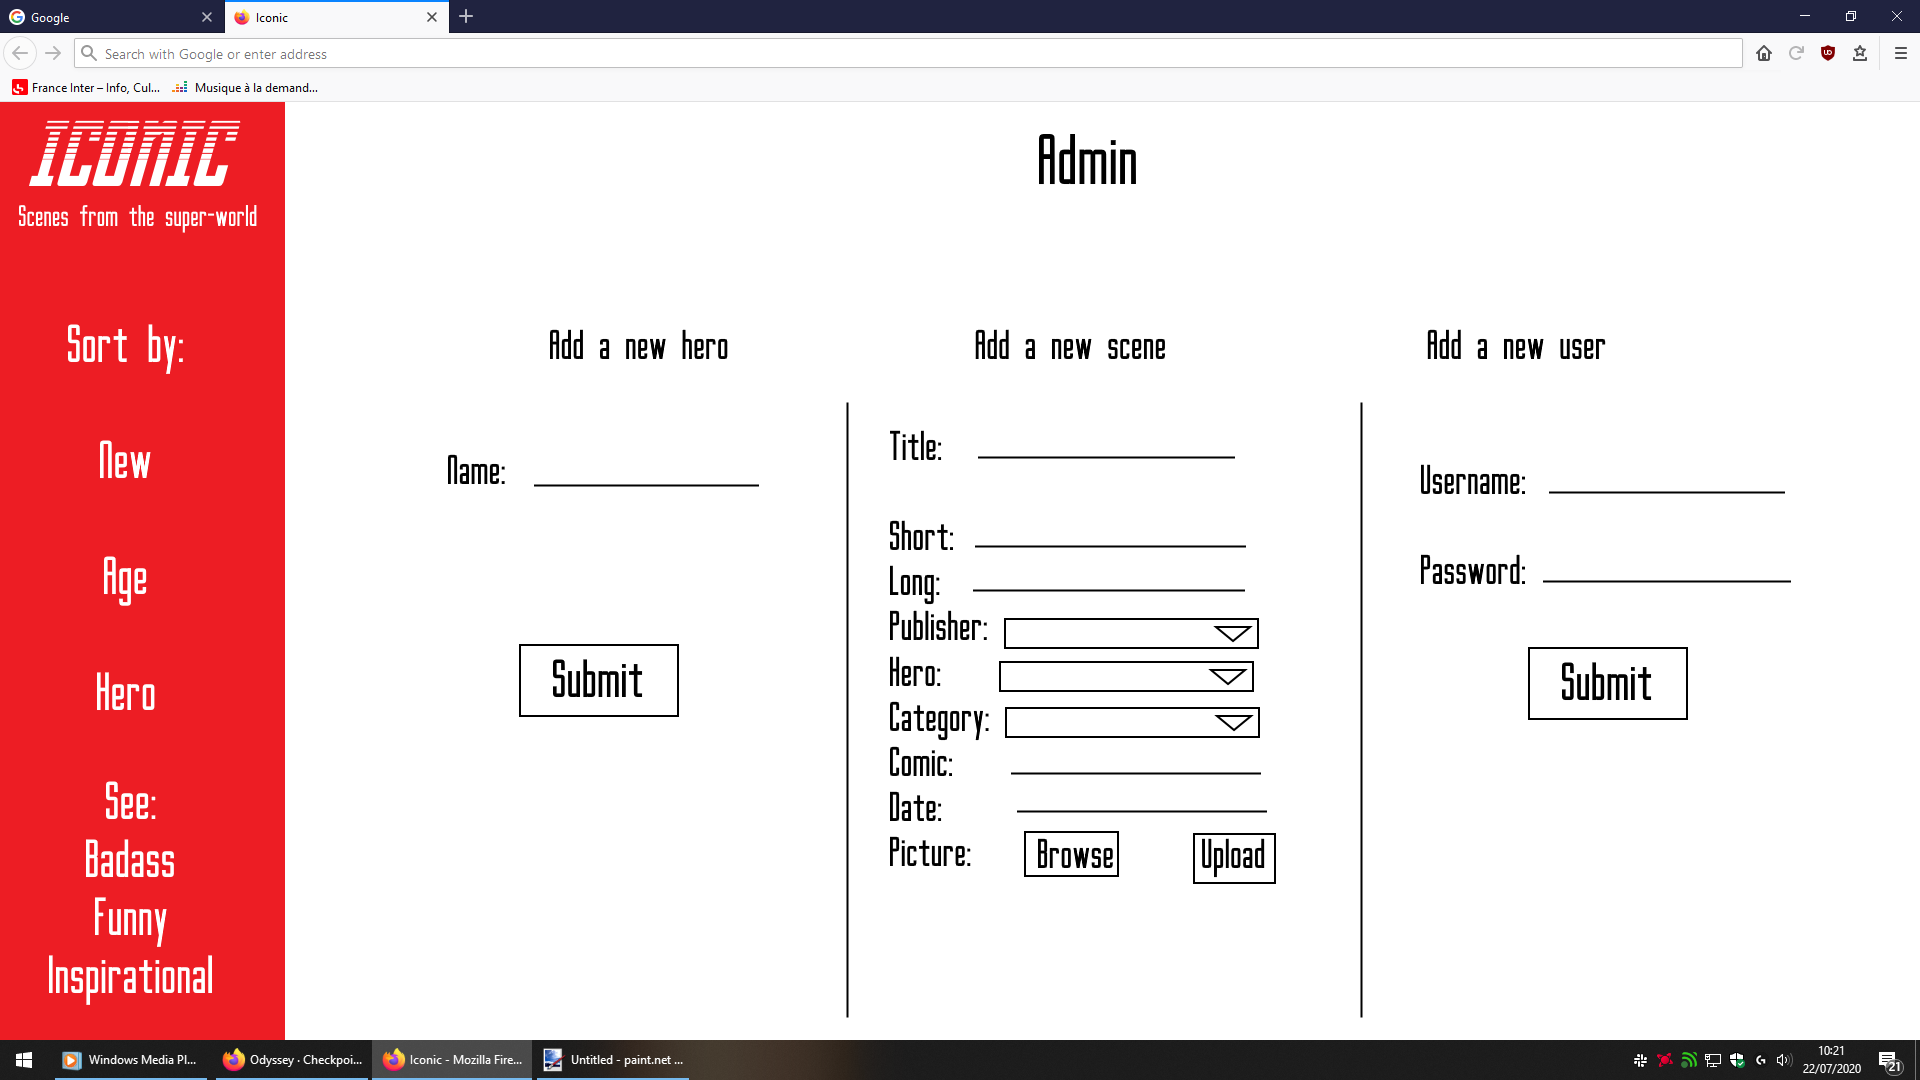 Google
Iconic
Search with Google or enter address
France Inter – Info, Cul...
Musique à la demand...
ICONIC
Scenes from the super-world
Sort by:
New
Age
Hero
See:
Badass
Funny
Inspirational
Admin
Add a new hero
Name:
Submit
Add a new scene
Title:
Short:
Long:
Publisher:
Hero:
Category:
Comic:
Date:
Picture:
Browse
Upload
Add a new user
Username:
Password:
Submit
Windows Media Pl...
Odyssey · Checkpoi...
Iconic - Mozilla Fire...
Untitled - paint.net ...
10:21
22/07/2020
21